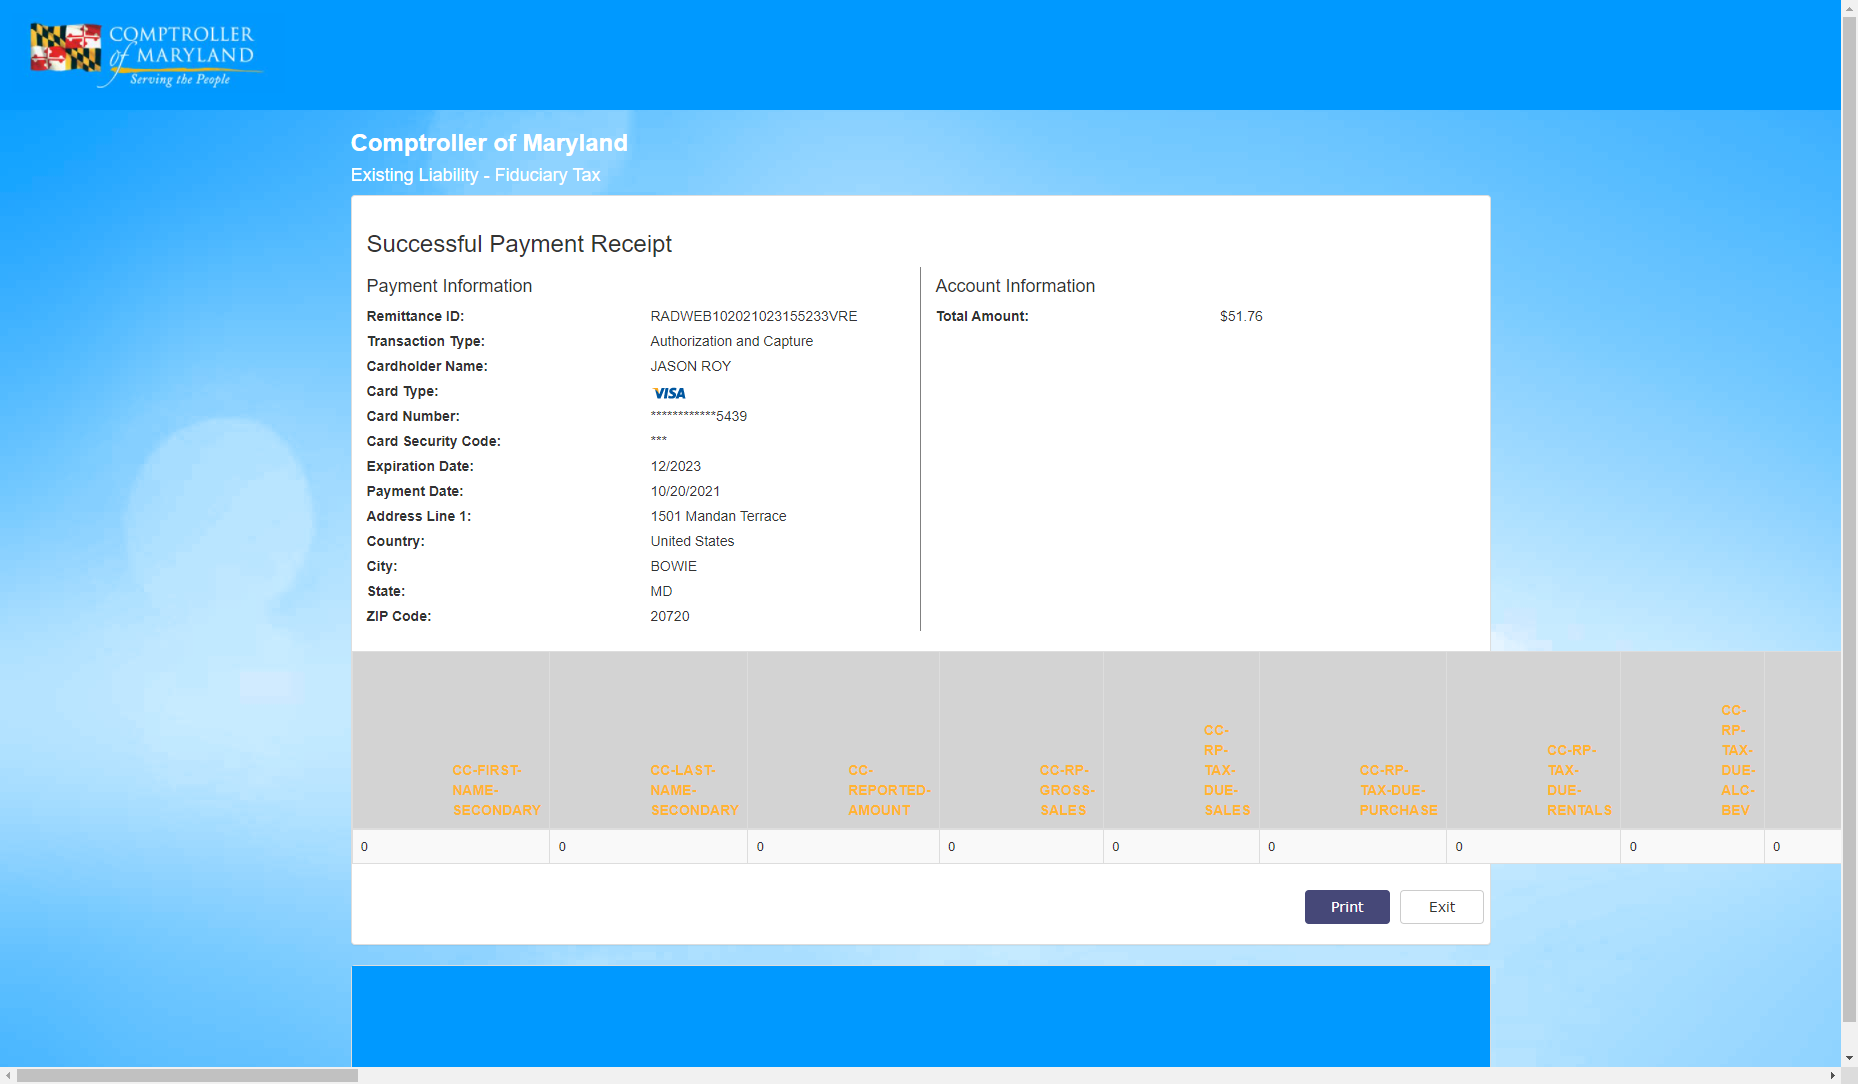 COMPTROLLER
of MARYLAND
Serving the People
Comptroller of Maryland
Existing Liability - Fiduciary Tax
Successful Payment Receipt
Payment Information
Remittance ID: RADWEB102021023155233VRE
Transaction Type: Authorization and Capture
Cardholder Name: JASON ROY
Card Type: VISA
Card Number: ************5439
Card Security Code: ***
Expiration Date: 12/2023
Payment Date: 10/20/2021
Address Line 1: 1501 Mandan Terrace
Country: United States
City: BOWIE
State: MD
ZIP Code: 20720
Account Information
Total Amount: $51.76
CC-FIRST-
NAME-
SECONDARY
CC-LAST-
NAME-
SECONDARY
CC-
REPORTED-
AMOUNT
CC-RP-
GROSS-
SALES
CC-
RP-
TAX-
DUE-
SALES
CC-RP-
TAX-DUE-
PURCHASE
CC-RP-
TAX-
DUE-
RENTALS
CC-
RP-
TAX-
DUE-
ALC-
BEV
0 0 0 0 0 0 0 0 0
Print Exit